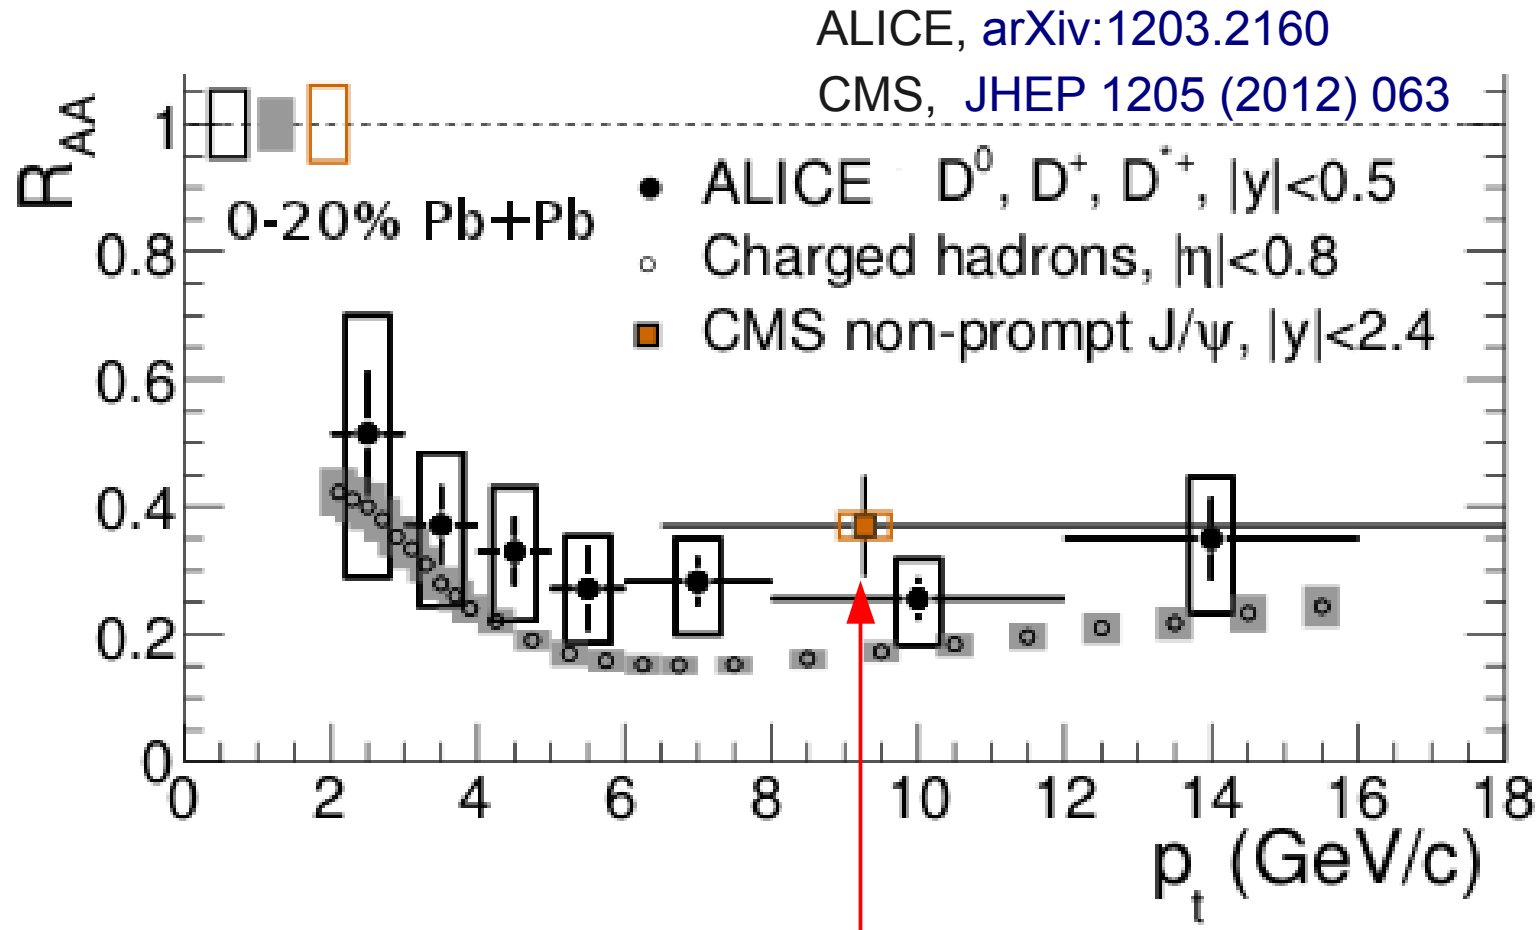 ALICE, arXiv:1203.2160
CMS, JHEP 1205 (2012) 063
R_AA
1
0.8
0.6
0.4
0.2
0
0-20% Pb+Pb
ALICE D⁰, D⁺, D*⁺, |y|<0.5
Charged hadrons, |η|<0.8
CMS non-prompt J/ψ, |y|<2.4
0 2 4 6 8 10 12 14 16 18
p_t (GeV/c)